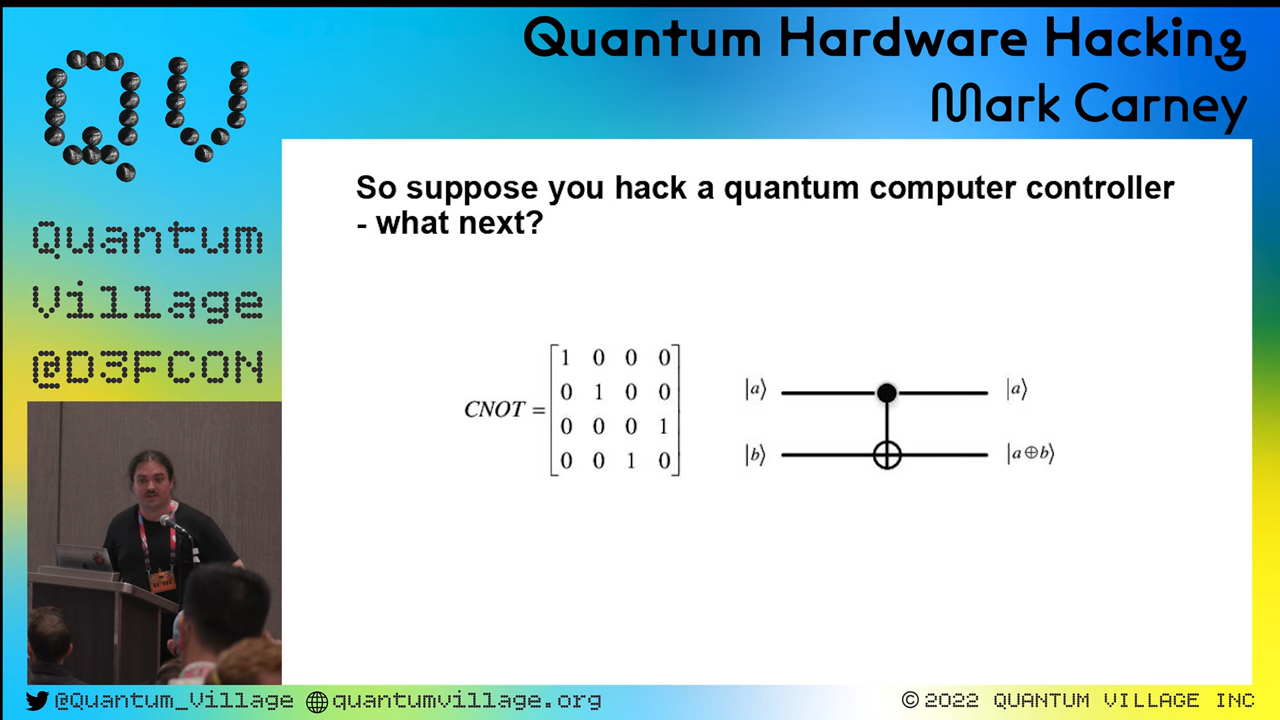 Quantum Hardware Hacking
Mark Carney
QV
Quantum
Village
@D3FCON
So suppose you hack a quantum computer controller
- what next?
CNOT = [1 0 0 0
0 1 0 0
0 0 0 1
0 0 1 0]
|a⟩ |a⟩
|b⟩ |a⊕b⟩
@Quantum_Village quantumvillage.org © 2022 QUANTUM VILLAGE INC